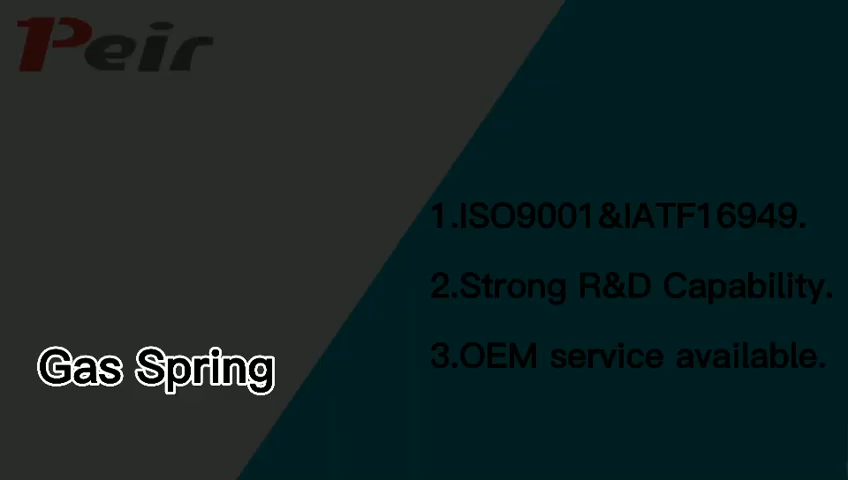 Peir
1.ISO9001&IATF16949.
2.Strong R&D Capability.
3.OEM service available.
Gas Spring